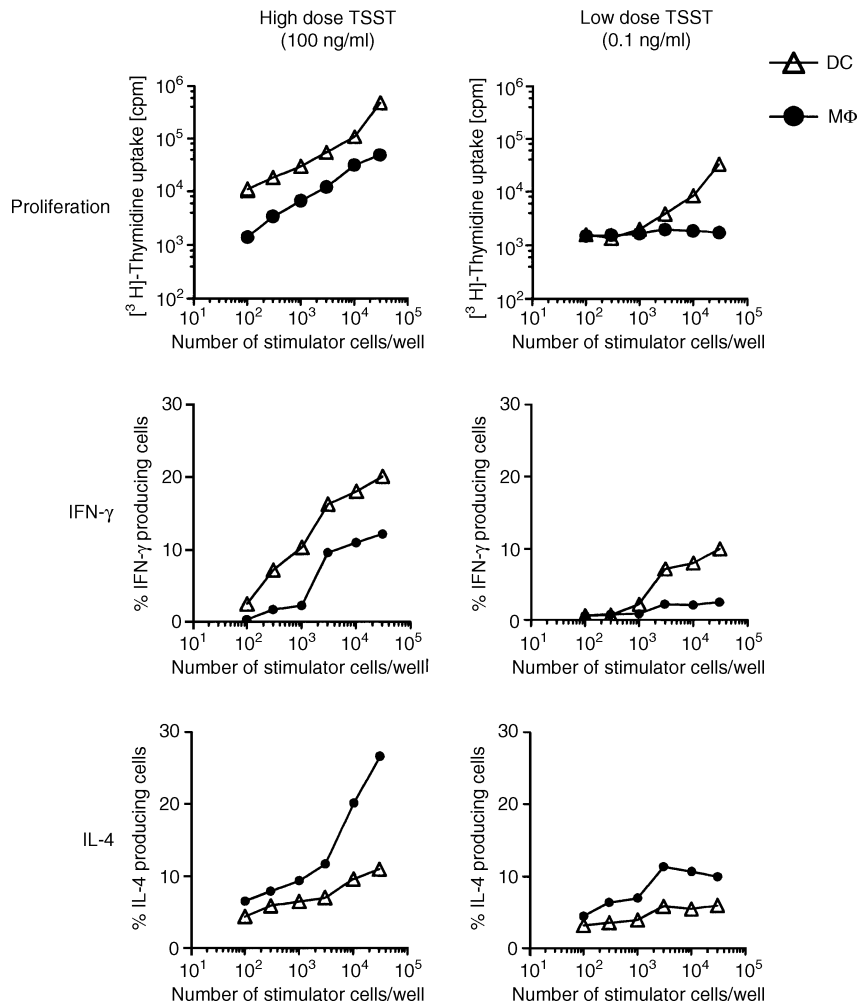 High dose TSST
(100 ng/ml)
Low dose TSST
(0.1 ng/ml)
DC
MΦ
Proliferation
[³ H]-Thymidine uptake [cpm]
10⁶
10⁵
10⁴
10³
10²
10¹ 10² 10³ 10⁴ 10⁵
Number of stimulator cells/well
[³ H]-Thymidine uptake [cpm]
10⁶
10⁵
10⁴
10³
10²
10¹ 10² 10³ 10⁴ 10⁵
Number of stimulator cells/well
IFN-γ
% IFN-γ producing cells
30
20
10
0
10¹ 10² 10³ 10⁴ 10⁵
Number of stimulator cells/well
% IFN-γ producing cells
30
20
10
0
10¹ 10² 10³ 10⁴ 10⁵
Number of stimulator cells/well
IL-4
% IL-4 producing cells
30
20
10
0
10¹ 10² 10³ 10⁴ 10⁵
Number of stimulator cells/well
% IL-4 producing cells
30
20
10
0
10¹ 10² 10³ 10⁴ 10⁵
Number of stimulator cells/well